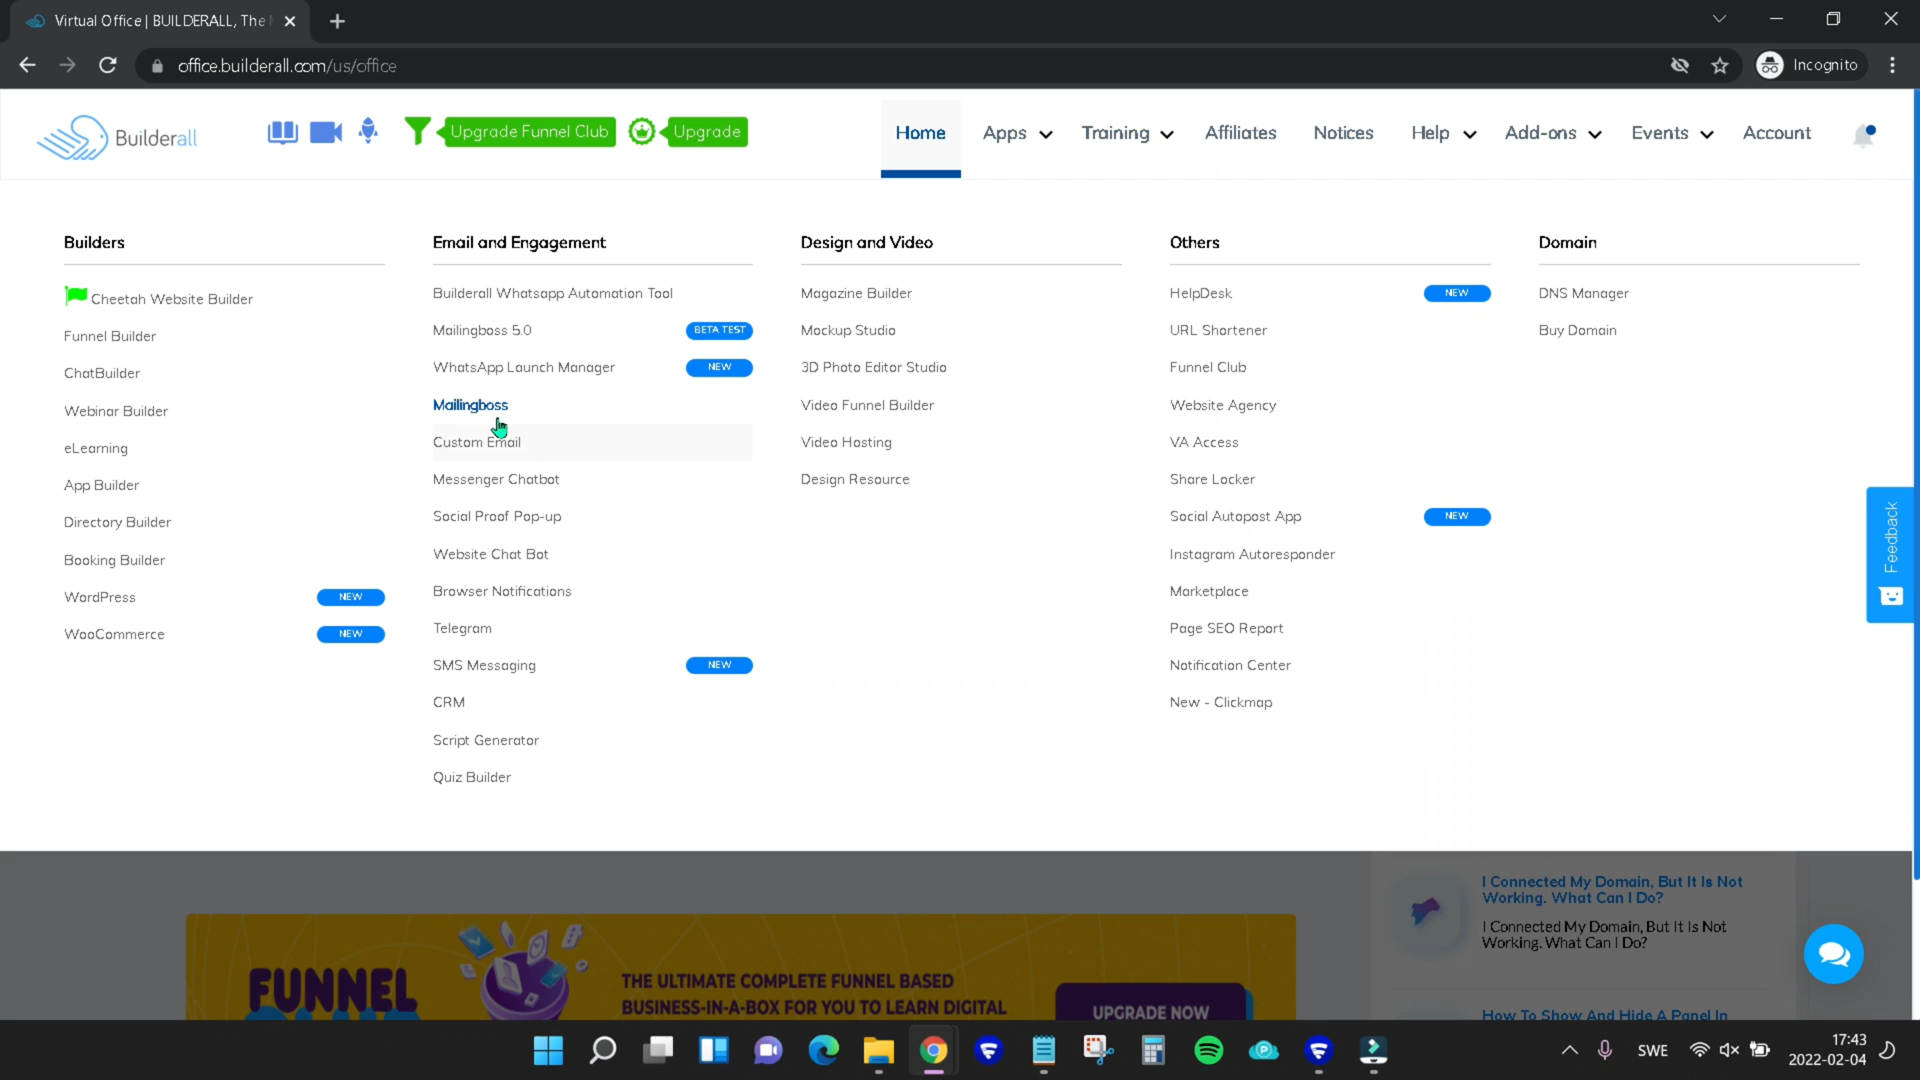 Virtual Office | BUILDERALL, The
office.builderall.com/us/office
Incognito
Builderall
Upgrade Funnel Club
Upgrade
Home
Apps
Training
Affiliates
Notices
Help
Add-ons
Events
Account
Builders
Cheetah Website Builder
Funnel Builder
ChatBuilder
Webinar Builder
eLearning
App Builder
Directory Builder
Booking Builder
WordPress NEW
WooCommerce NEW
Email and Engagement
Builderall Whatsapp Automation Tool
Mailingboss 5.0 BETA TEST
WhatsApp Launch Manager NEW
Mailingboss
Custom Email
Messenger Chatbot
Social Proof Pop-up
Website Chat Bot
Browser Notifications
Telegram
SMS Messaging NEW
CRM
Script Generator
Quiz Builder
Design and Video
Magazine Builder
Mockup Studio
3D Photo Editor Studio
Video Funnel Builder
Video Hosting
Design Resource
Others
HelpDesk NEW
URL Shortener
Funnel Club
Website Agency
VA Access
Share Locker
Social Autopost App NEW
Instagram Autoresponder
Marketplace
Page SEO Report
Notification Center
New - Clickmap
Domain
DNS Manager
Buy Domain
Feedback
FUNNEL
THE ULTIMATE COMPLETE FUNNEL BASED
BUSINESS-IN-A-BOX FOR YOU TO LEARN DIGITAL
UPGRADE NOW
I Connected My Domain, But It Is Not
Working. What Can I Do?
I Connected My Domain, But It Is Not
Working. What Can I Do?
How To Show And Hide A Panel In
SWE
17:43
2022-02-04